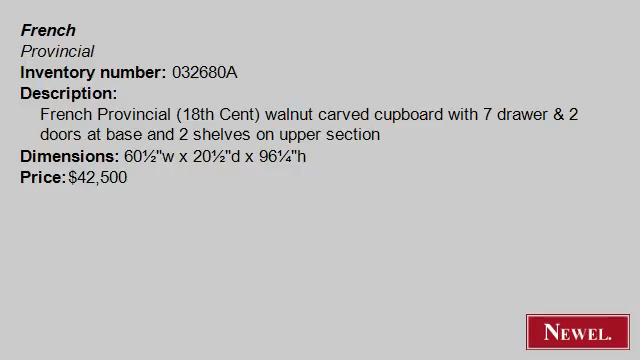 French
Provincial
Inventory number: 032680A
Description:
French Provincial (18th Cent) walnut carved cupboard with 7 drawer & 2
doors at base and 2 shelves on upper section
Dimensions: 60½"w x 20½"d x 96¼"h
Price:$42,500
NEWEL.